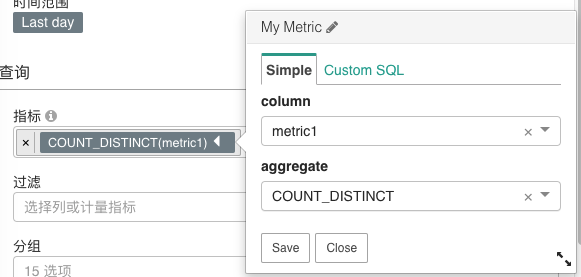 时间范围
Last day
查询
指标
× COUNT_DISTINCT(metric1)
过滤
选择列或计量指标
分组
15 选项
My Metric
Simple Custom SQL
column
metric1 ×
aggregate
COUNT_DISTINCT ×
Save Close